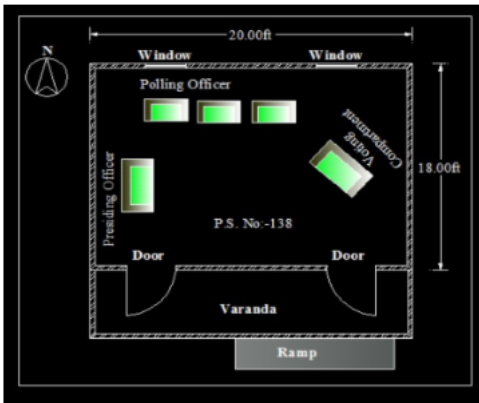 20.00ft
N
Window
Window
Polling Officer
Voting
Compartment
18.00ft
Presiding Officer
P.S. No:-138
Door
Door
Varanda
Ramp